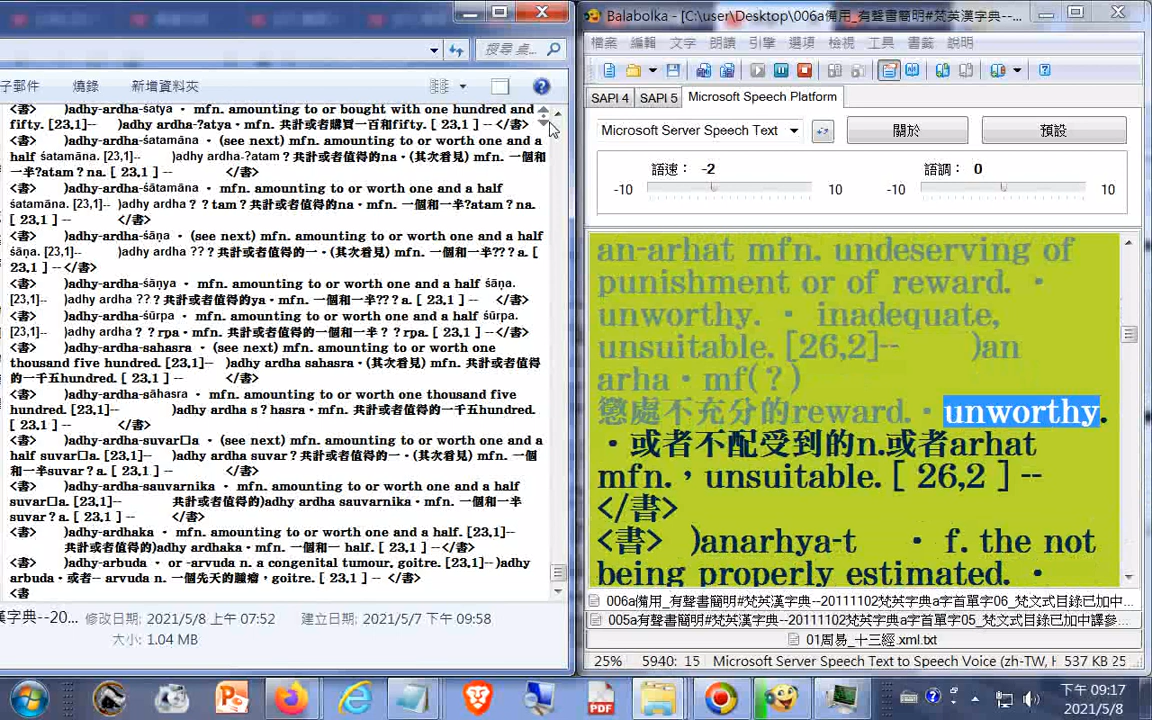 搜尋 桌...
子郵件 燒錄 新增資料夾
<書> )adhy-ardha-śatya・mfn. amounting to or bought with one hundred and
fifty. [23,1]-- )adhy ardha-?atya・mfn. 共計或者購買一百和fifty. [ 23,1 ] --</書>
<書> )adhy-ardha-śatamāna ・ (see next) mfn. amounting to or worth one and a
half śatamāna. [23,1]-- )adhy ardha-?atam ? 共計或者值得的na・(其次看見) mfn. 一個和
一半?atam ? na. [ 23,1 ] -- </書>
<書> )adhy-ardha-śātamāna ・ mfn. amounting to or worth one and a half
śatamāna. [23,1]-- )adhy ardha ? ? tam ? 共計或者值得的na・mfn. 一個和一半?atam ? na.
[ 23,1 ] -- </書>
<書> )adhy-ardha-śāṇa ・ (see next) mfn. amounting to or worth one and a half
śāṇa. [23,1]-- )adhy ardha ?? ? 共計或者值得的一・(其次看見) mfn. 一個和一半??? a. [
23,1 ] --</書>
<書> )adhy-ardha-śāṇya ・ mfn. amounting to or worth one and a half śāṇa.
[23,1]-- )adhy ardha ?? ? 共計或者值得的ya・mfn. 一個和一半? ? ? a. [ 23,1 ] -- </書>
<書> )adhy-ardha-śūrpa ・ mfn. amounting to or worth one and a half śūrpa.
[23,1]-- )adhy ardha ? ? rpa・mfn. 共計或者值得的一個和一半 ? ? rpa. [ 23,1 ] -- </書>
<書> )adhy-ardha-sahasra ・ (see next) mfn. amounting to or worth one
thousand five hundred. [23,1]-- )adhy ardha sahasra・(其次看見) mfn. 共計或者值得
的一千五hundred. [ 23,1 ] -- </書>
<書> )adhy-ardha-sāhasra ・ mfn. amounting to or worth one thousand five
hundred. [23,1]-- )adhy ardha s ? hasra・mfn. 共計或者值得的一千五hundred.
[ 23,1 ] -- </書>
<書> )adhy-ardha-suvar□a ・ (see next) mfn. amounting to or worth one and a
half suvar□a. [23,1]-- )adhy ardha suvar ? 共計或者值得的一・(其次看見) mfn. 一個
和一半suvar ? a. [ 23,1 ] -- </書>
<書> )adhy-ardha-sauvarnika ・ mfn. amounting to or worth one and a half
suvar□a. [23,1]-- 共計或者值得的)adhy ardha sauvarnika・mfn. 一個和一半
suvar ? a. [ 23,1 ] -- </書>
<書> )adhy-ardhaka ・ mfn. amounting to or worth one and a half. [23,1]--
共計或者值得的)adhy ardhaka・mfn. 一個和一 half. [ 23,1 ] -- </書>
<書> )adhy-arbuda ・ or -arvuda n. a congenital tumour, goitre. [23,1]--)adhy
arbuda・或者— arvuda n. 一個先天的腫瘤，goitre. [ 23,1 ] -- </書>
<書
漢字典--20... 修改日期: 2021/5/8 上午 07:52 建立日期: 2021/5/7 下午 09:58
大小: 1.04 MB
Balabolka - [C:\user\Desktop\006a備用_有聲書簡明#梵英漢字典--...
檔案 編輯 文字 朗讀 引擎 選項 檢視 工具 書籤 說明
SAPI 4 SAPI 5 Microsoft Speech Platform
Microsoft Server Speech Text 關於 預設
語速: -2 語調: 0
-10 10 -10 10
an-arhat mfn. undeserving of
punishment or of reward. ・
unworthy. ・ inadequate,
unsuitable. [26,2]-- )an
arha・mf(？)
懲處不充分的reward.・unworthy.
・或者不配受到的n.或者arhat
mfn.，unsuitable. [ 26,2 ] --
</書>
<書> )anarhya-t ・ f. the not
being properly estimated. ・
006a備用_有聲書簡明#梵英漢字典--20111102梵英字典a字首單字06_梵文式目錄已加中...
005a有聲書簡明#梵英漢字典--20111102梵英字典a字首單字05_梵文式目錄已加中譯參...
01周易_十三經.xml.txt
25% 5940: 15 Microsoft Server Speech Text to Speech Voice (zh-TW, H 537 KB 25
PDF
下午 09:17
2021/5/8